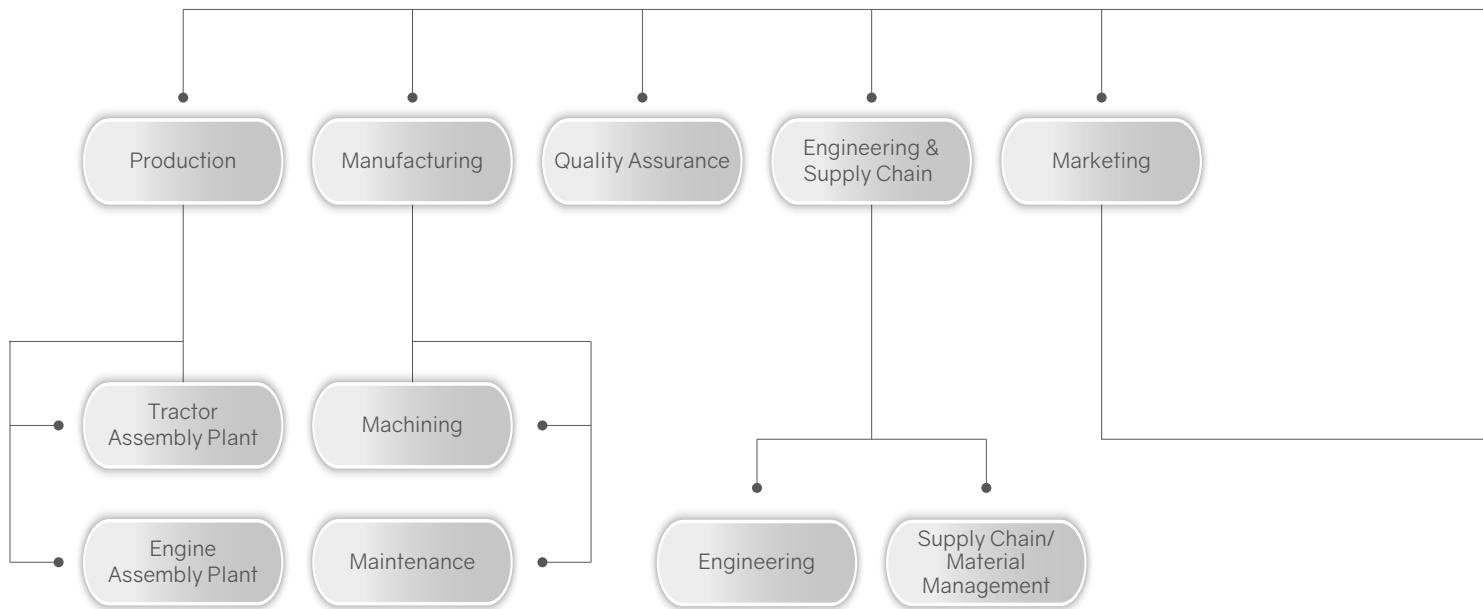 Production
Manufacturing
Quality Assurance
Engineering &
Supply Chain
Marketing
Tractor
Assembly Plant
Machining
Engine
Assembly Plant
Maintenance
Engineering
Supply Chain/
Material
Management